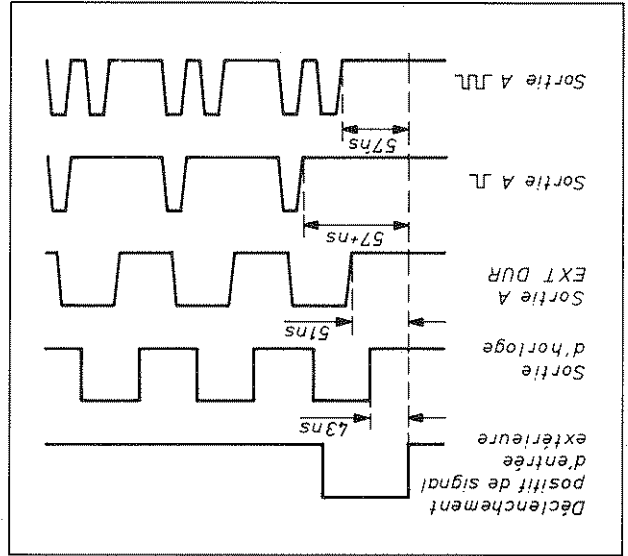 Déclenchement
positif de signal
d'entrée
extérieure
43ns
Sortie
d'horloge
51ns
Sortie A
EXT DUR
57+ns
Sortie A
57ns
Sortie A